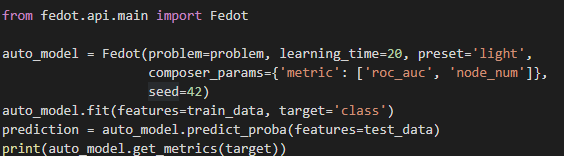 from fedot.api.main import Fedot

auto_model = Fedot(problem=problem, learning_time=20, preset='light',
                   composer_params={'metric': ['roc_auc', 'node_num']},
                   seed=42)
auto_model.fit(features=train_data, target='class')
prediction = auto_model.predict_proba(features=test_data)
print(auto_model.get_metrics(target))